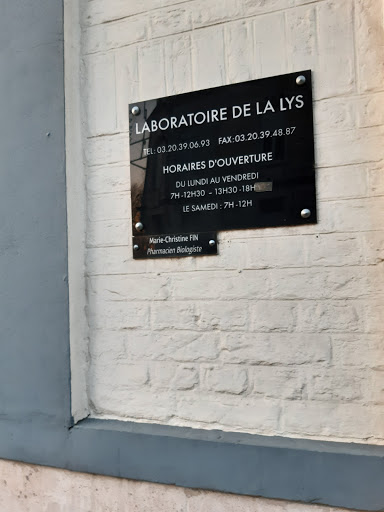 LABORATOIRE DE LA LYS
TEL: 03.20.39.06.93 FAX:03.20.39.48.87
HORAIRES D'OUVERTURE
DU LUNDI AU VENDREDI
7H-12H30 - 13H30-18H
LE SAMEDI: 7H-12H
Marie-Christine FIN
Pharmacien Biologiste